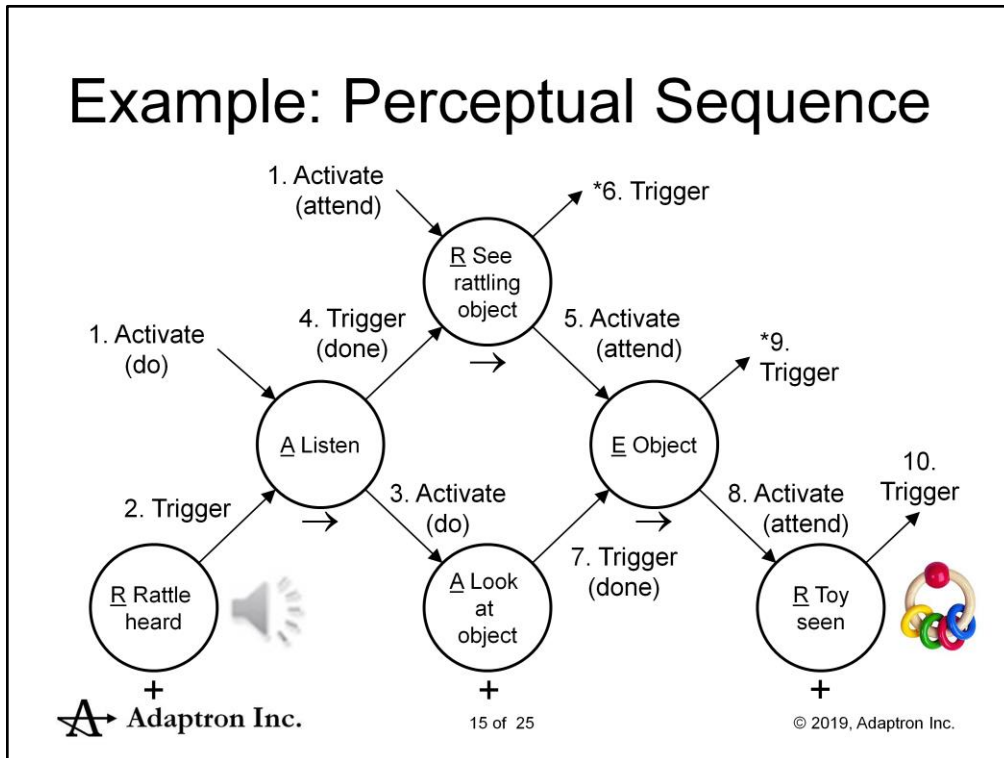 Example: Perceptual Sequence
1. Activate
(attend)
*6. Trigger
R See
rattling
object
1. Activate
(do)
4. Trigger
(done)
→
5. Activate
(attend)
*9.
Trigger
A Listen
→
E Object
→
10.
Trigger
2. Trigger
3. Activate
(do)
7. Trigger
(done)
8. Activate
(attend)
R Rattle
heard
+
A Look
at
object
+
R Toy
seen
+
A Adaptron Inc.
15 of 25
© 2019, Adaptron Inc.